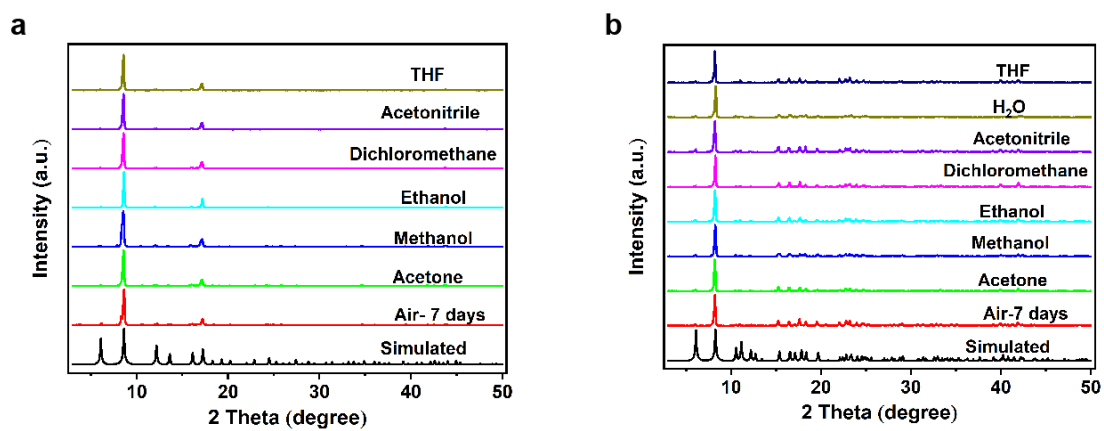 a
THF
Acetonitrile
Dichloromethane
Ethanol
Methanol
Acetone
Air- 7 days
Simulated
Intensity (a.u.)
10 20 30 40 50
2 Theta (degree)
b
THF
H₂O
Acetonitrile
Dichloromethane
Ethanol
Methanol
Acetone
Air-7 days
Simulated
Intensity (a.u.)
10 20 30 40 50
2 Theta (degree)